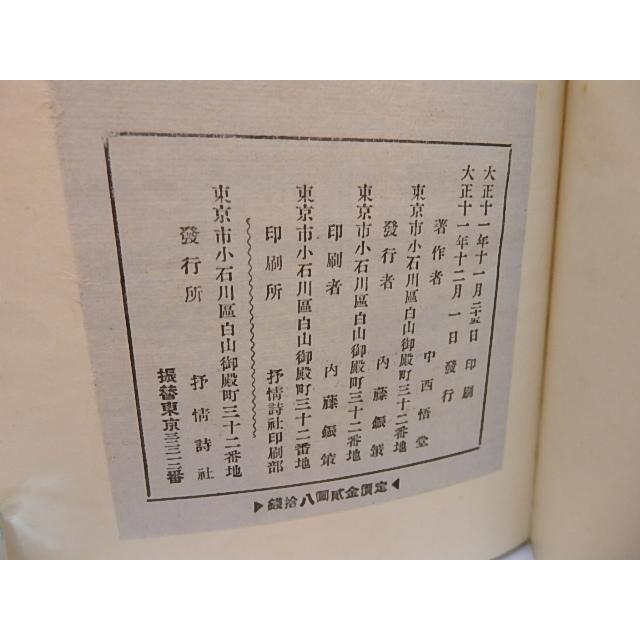 大正十一年十一月二十五日印刷
大正十一年十二月一日發行
著作者 中西悟堂
東京市小石川區白山御殿町三十二番地
發行者 內藤鋠策
東京市小石川區白山御殿町三十二番地
印刷者 內藤鋠策
東京市小石川區白山御殿町三十二番地
印刷所 抒情詩社印刷部
東京市小石川區白山御殿町三十二番地
發行所 抒情詩社
振替東京三三一二番
定價金貳圓八拾錢